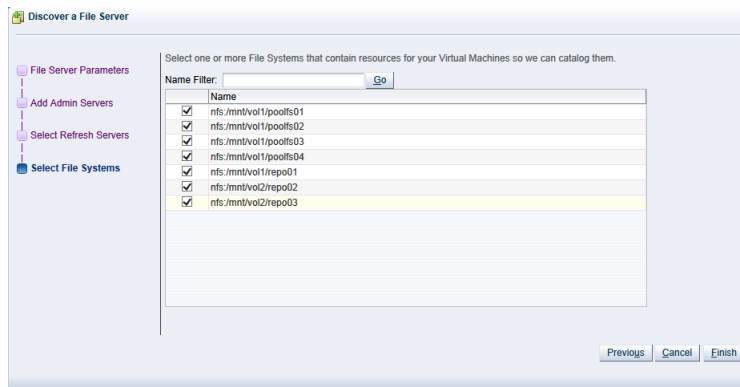 Discover a File Server
File Server Parameters
Add Admin Servers
Select Refresh Servers
Select File Systems
Select one or more File Systems that contain resources for your Virtual Machines so we can catalog them.
Name Filter:
Go
Name
nfs:/mnt/vol1/poolfs01
nfs:/mnt/vol1/poolfs02
nfs:/mnt/vol1/poolfs03
nfs:/mnt/vol1/poolfs04
nfs:/mnt/vol1/repo01
nfs:/mnt/vol2/repo02
nfs:/mnt/vol2/repo03
Previous Cancel Finish